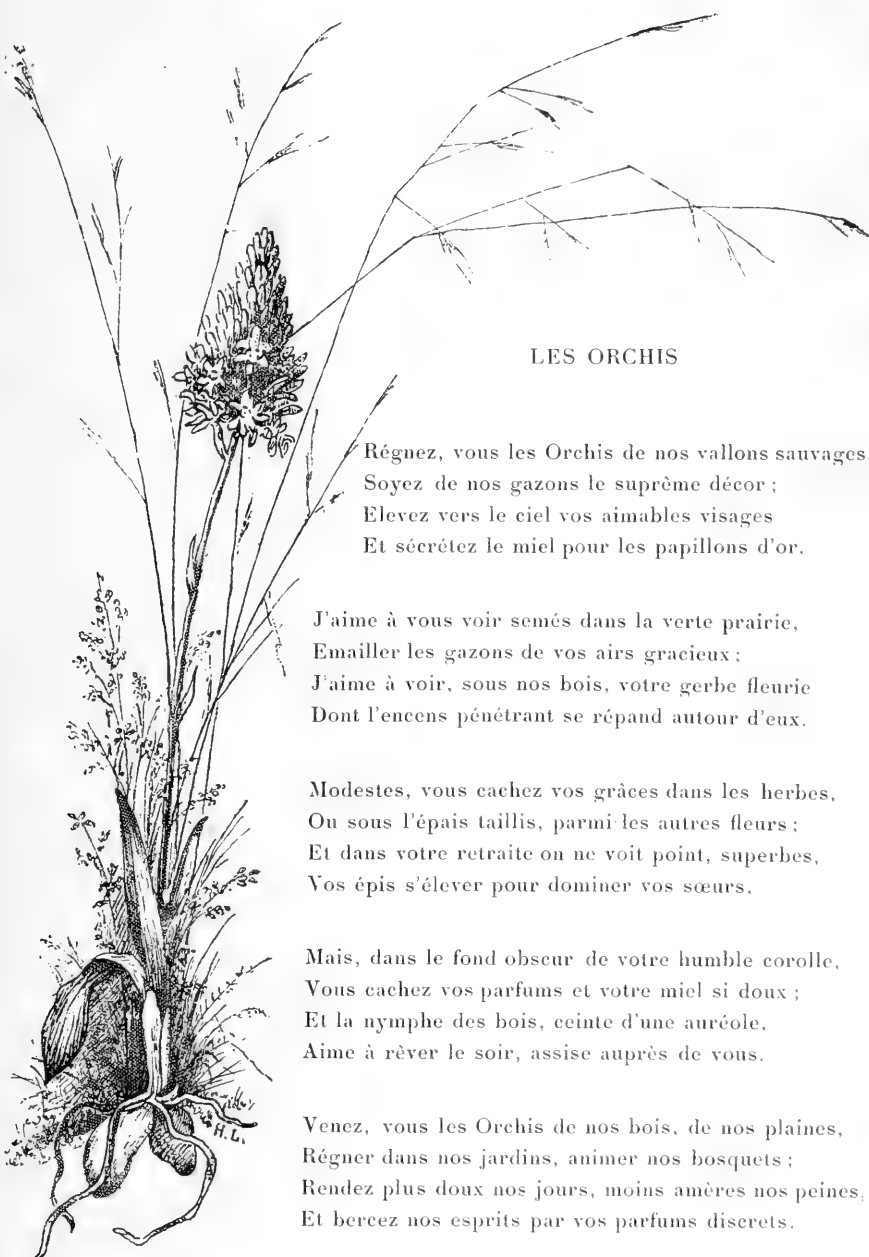 LES ORCHIS
Régnez, vous les Orchis de nos vallons sauvages,
Soyez de nos gazons le suprême décor ;
Elevez vers le ciel vos aimables visages
Et sécrétez le miel pour les papillons d'or.
J'aime à vous voir semés dans la verte prairie,
Emailler les gazons de vos airs gracieux ;
J'aime à voir, sous nos bois, votre gerbe fleurie
Dont l'encens pénétrant se répand autour d'eux.
Modestes, vous cachez vos grâces dans les herbes,
Ou sous l'épais taillis, parmi les autres fleurs ;
Et dans votre retraite on ne voit point, superbes,
Vos épis s'élever pour dominer vos sœurs.
Mais, dans le fond obscur de votre humble corolle,
Vous cachez vos parfums et votre miel si doux ;
Et la nymphe des bois, ceinte d'une auréole,
Aime à rêver le soir, assise auprès de vous.
Venez, vous les Orchis de nos bois, de nos plaines,
Régner dans nos jardins, animer nos bosquets ;
Rendez plus doux nos jours, moins amères nos peines,
Et bercez nos esprits par vos parfums discrets.
H.L.